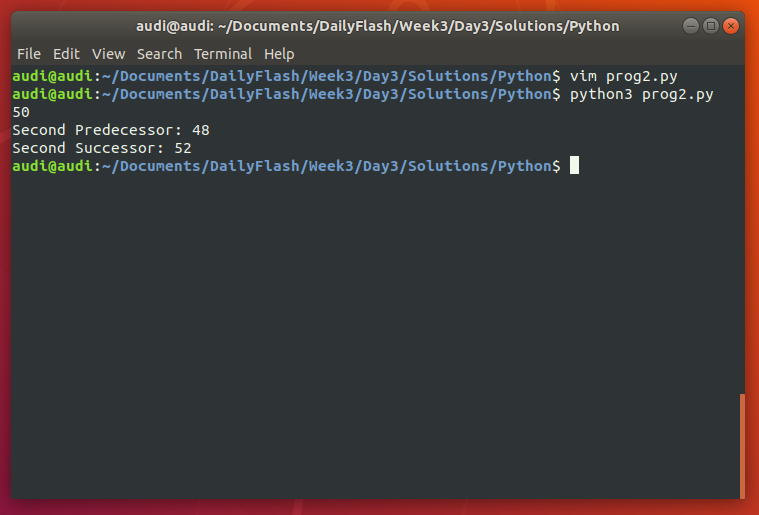 audi@audi: ~/Documents/DailyFlash/Week3/Day3/Solutions/Python
File Edit View Search Terminal Help
audi@audi:~/Documents/DailyFlash/Week3/Day3/Solutions/Python$ vim prog2.py
audi@audi:~/Documents/DailyFlash/Week3/Day3/Solutions/Python$ python3 prog2.py
50
Second Predecessor: 48
Second Successor: 52
audi@audi:~/Documents/DailyFlash/Week3/Day3/Solutions/Python$